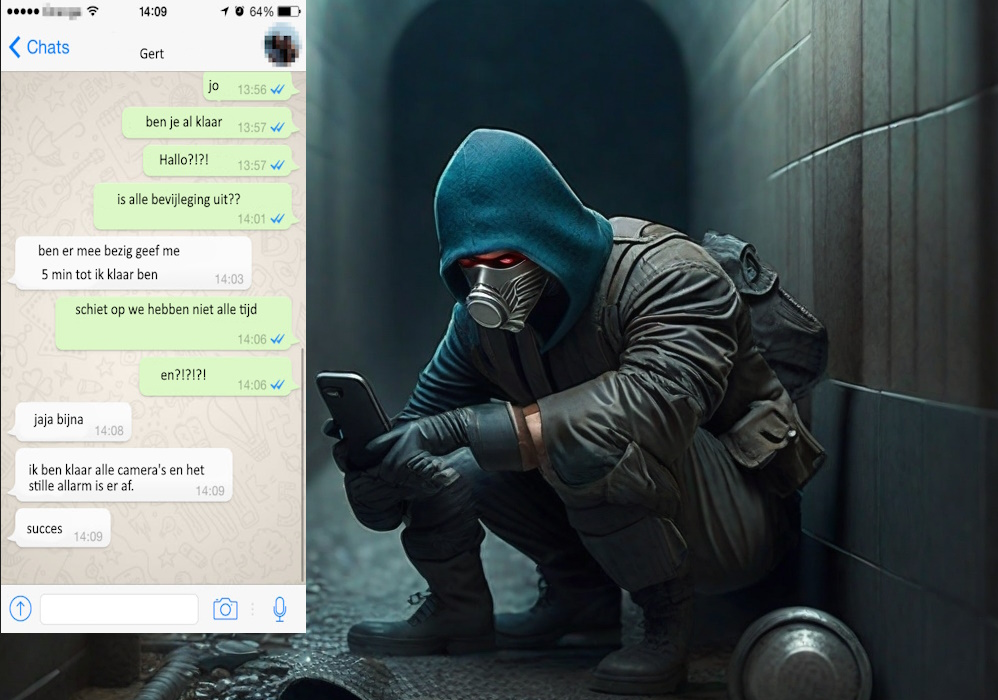 14:09
64%
Chats
Gert
jo
13:56
ben je al klaar
13:57
Hallo?!?!
13:57
is alle bevijleging uit??
14:01
ben er mee bezig geef me
5 min tot ik klaar ben
14:03
schiet op we hebben niet alle tijd
14:06
en?!?!?!
14:06
jaja bijna
14:08
ik ben klaar alle camera's en het
stille allarm is er af.
14:09
succes
14:09